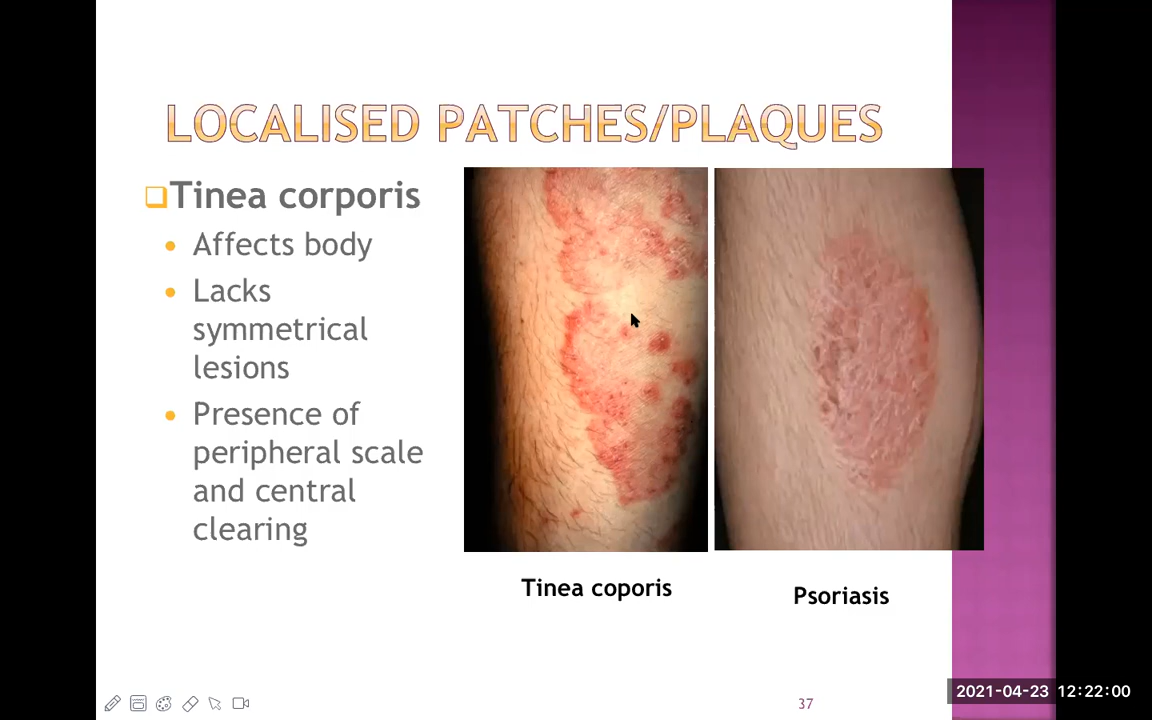 LOCALISED PATCHES/PLAQUES
Tinea corporis
Affects body
Lacks
symmetrical
lesions
Presence of
peripheral scale
and central
clearing
Tinea coporis
Psoriasis
37
2021-04-23 12:22:00